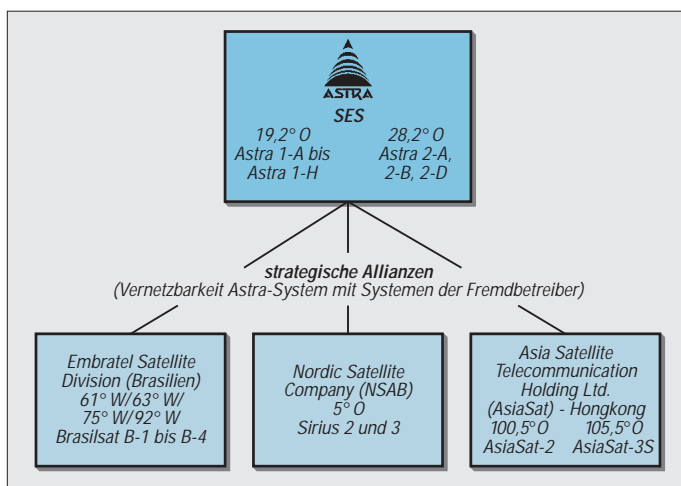 ASTRA
SES
19,2° O
Astra 1-A bis
Astra 1-H
28,2° O
Astra 2-A,
2-B, 2-D
strategische Allianzen
(Vernetzbarkeit Astra-System mit Systemen der Fremdbetreiber)
Embratel Satellite
Division (Brasilien)
61° W/63° W/
75° W/92° W
Brasilsat B-1 bis B-4
Nordic Satellite
Company (NSAB)
5° O
Sirius 2 und 3
Asia Satellite
Telecommunication
Holding Ltd.
(AsiaSat) - Hongkong
100,5° O 105,5° O
AsiaSat-2 AsiaSat-3S